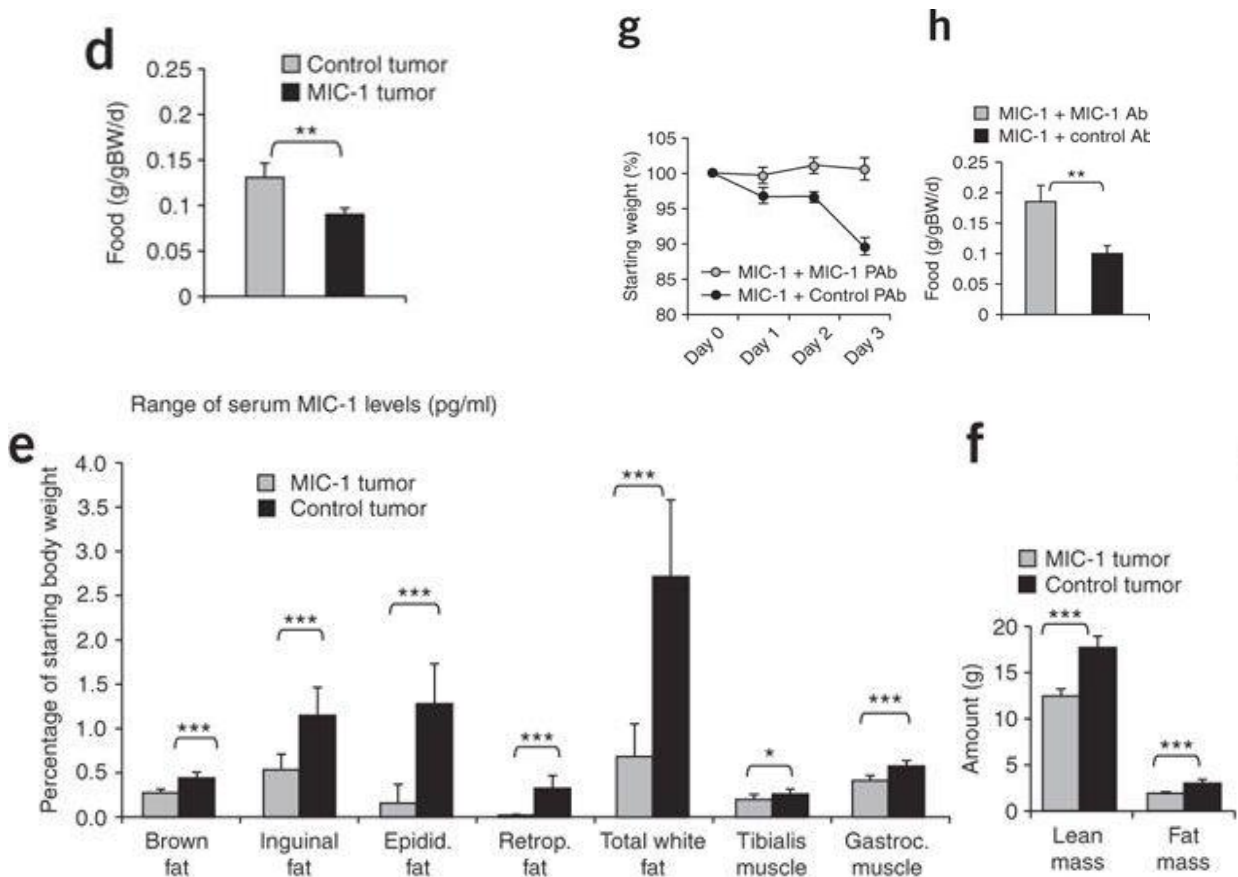 d
Control tumor
MIC-1 tumor
Food (g/gBW/d)
0.25
0.2
0.15
0.1
0.05
0
**
g
Starting weight (%)
105
100
95
90
85
80
MIC-1 + MIC-1 PAb
MIC-1 + Control PAb
Day 0
Day 1
Day 2
Day 3
h
MIC-1 + MIC-1 Ab
MIC-1 + control Ab
Food (g/gBW/d)
0.25
0.2
0.15
0.1
0.05
0
**
Range of serum MIC-1 levels (pg/ml)
e
Percentage of starting body weight
4.0
3.5
3.0
2.5
2.0
1.5
1.0
0.5
0.0
MIC-1 tumor
Control tumor
***
***
***
***
***
*
***
Brown
fat
Inguinal
fat
Epidid.
fat
Retrop.
fat
Total white
fat
Tibialis
muscle
Gastroc.
muscle
f
MIC-1 tumor
Control tumor
Amount (g)
20
15
10
5
0
***
***
Lean
mass
Fat
mass